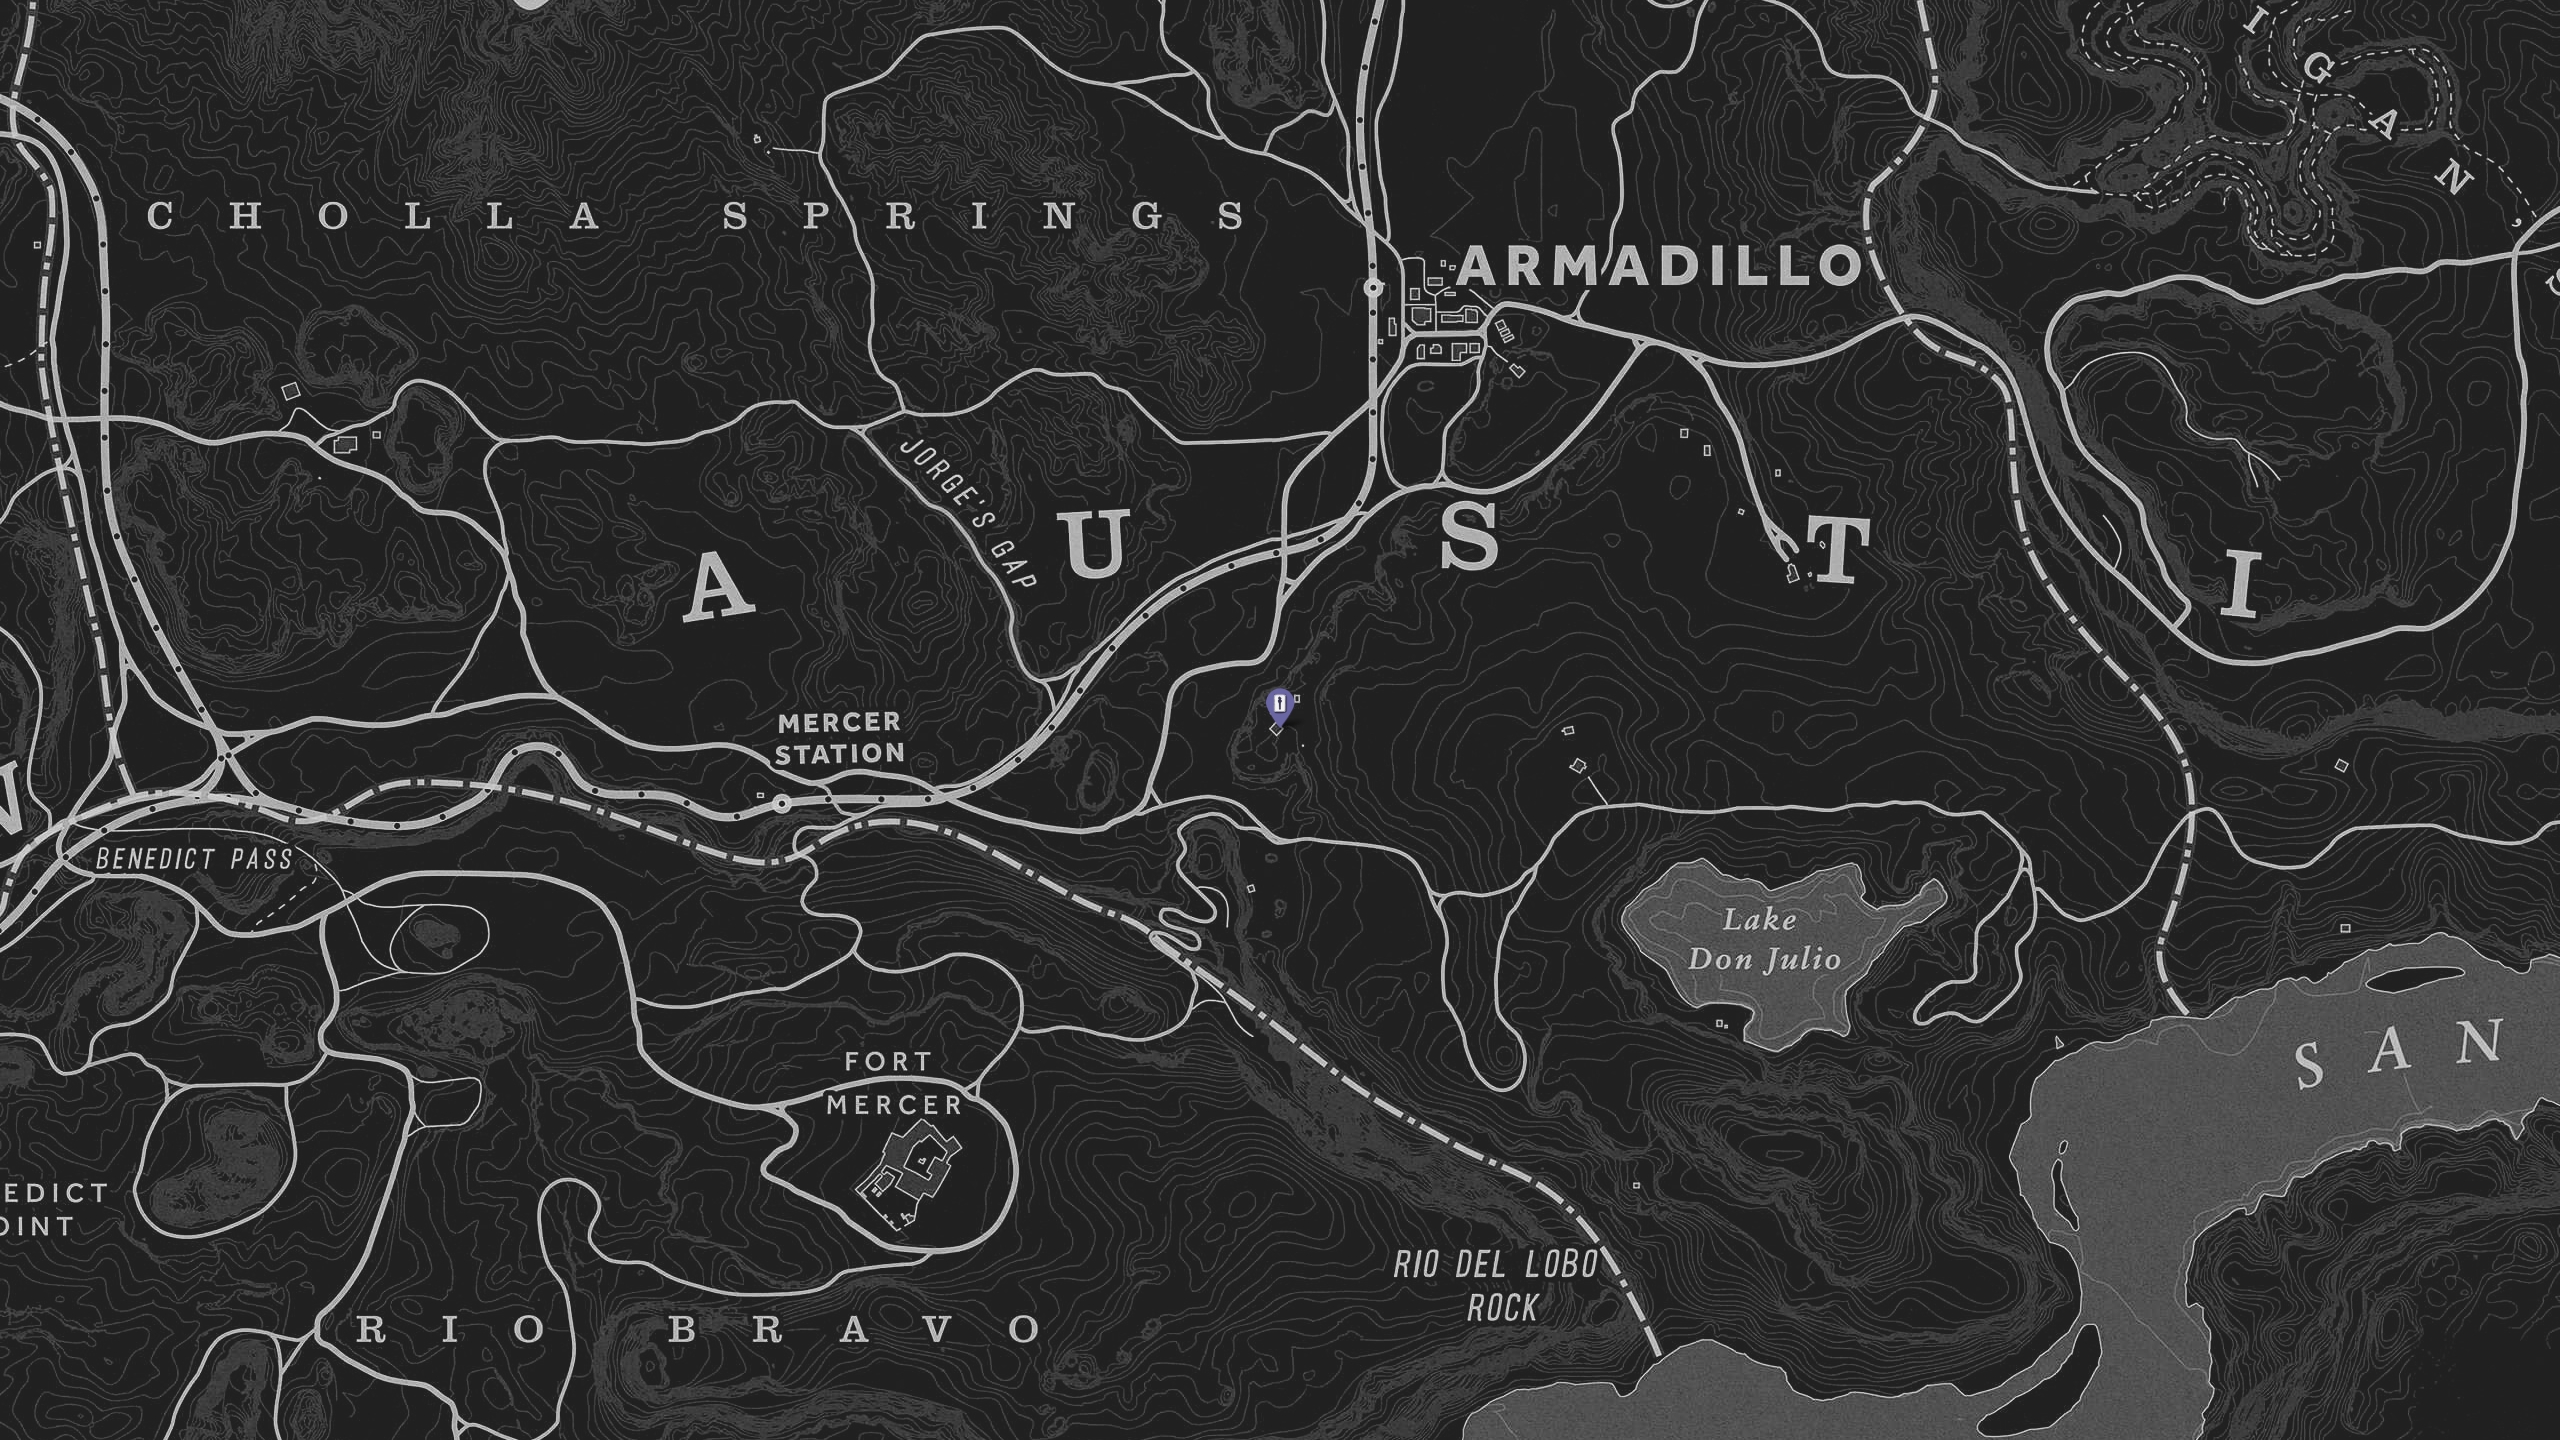 I G A N ,
S
CHOLLA SPRINGS
ARMADILLO
JORGE'S GAP
A U S T I
MERCER
STATION
BENEDICT PASS
Lake
Don Julio
SAN
FORT
MERCER
EDICT
OINT
RIO DEL LOBO
ROCK
RIO BRAVO